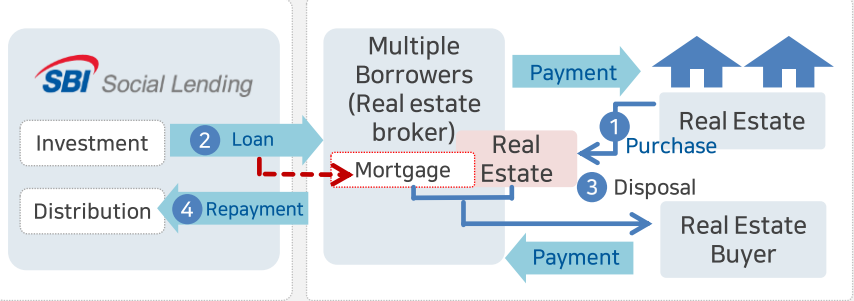 SBI Social Lending
Investment
Distribution
2 Loan
4 Repayment
Multiple
Borrowers
(Real estate
broker)
Mortgage
Real
Estate
Payment
1
Purchase
3 Disposal
Payment
Real Estate
Real Estate
Buyer